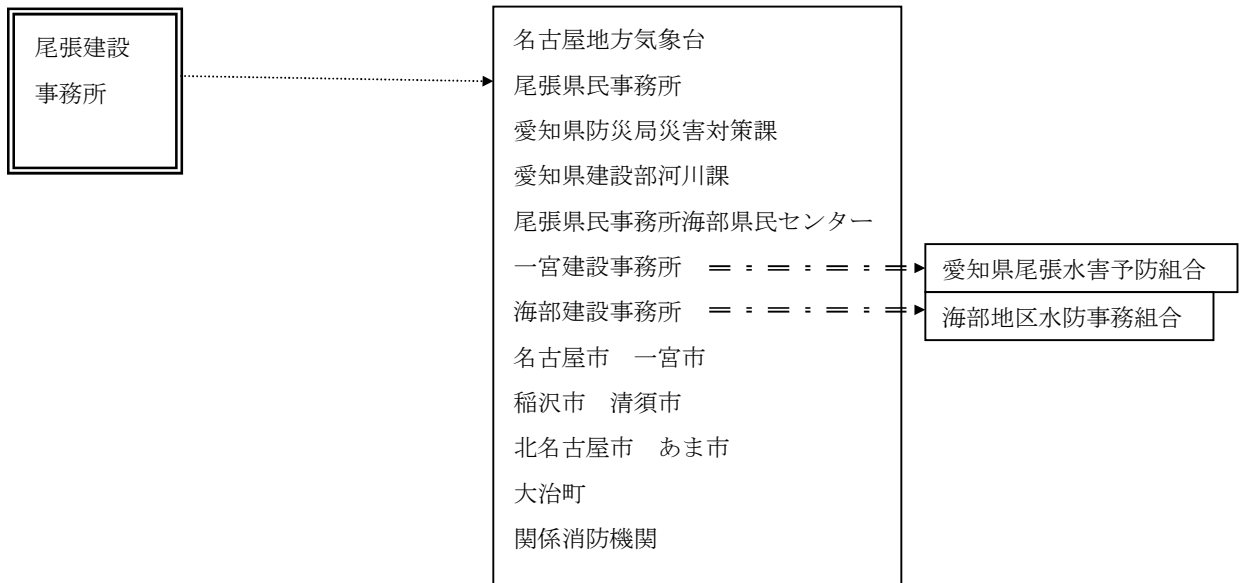 尾張建設
事務所
名古屋地方気象台
尾張県民事務所
愛知県防災局災害対策課
愛知県建設部河川課
尾張県民事務所海部県民センター
一宮建設事務所
愛知県尾張水害予防組合
海部建設事務所
海部地区水防事務組合
名古屋市　一宮市
稲沢市　清須市
北名古屋市　あま市
大治町
関係消防機関